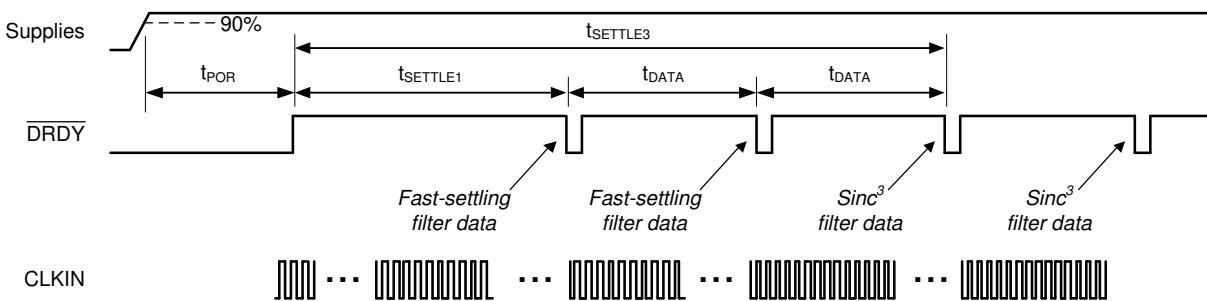 Supplies
90%
tSETTLE3
tPOR
tSETTLE1
tDATA
tDATA
DRDY
Fast-settling
filter data
Fast-settling
filter data
Sinc³
filter data
Sinc³
filter data
CLKIN